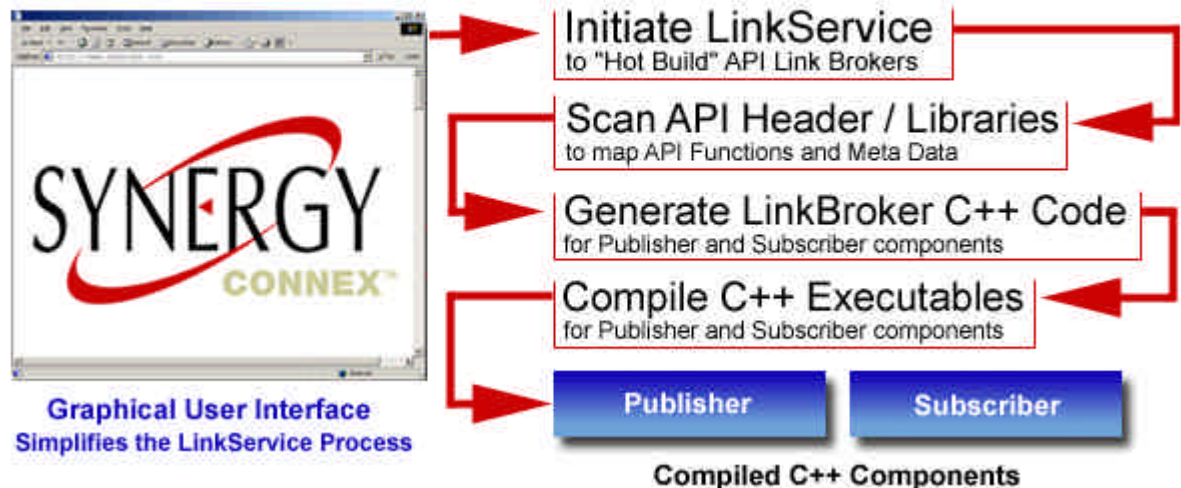 SYNERGY
CONNEX™
Graphical User Interface
Simplifies the LinkService Process
Initiate LinkService
to "Hot Build" API Link Brokers
Scan API Header / Libraries
to map API Functions and Meta Data
Generate LinkBroker C++ Code
for Publisher and Subscriber components
Compile C++ Executables
for Publisher and Subscriber components
Publisher
Subscriber
Compiled C++ Components